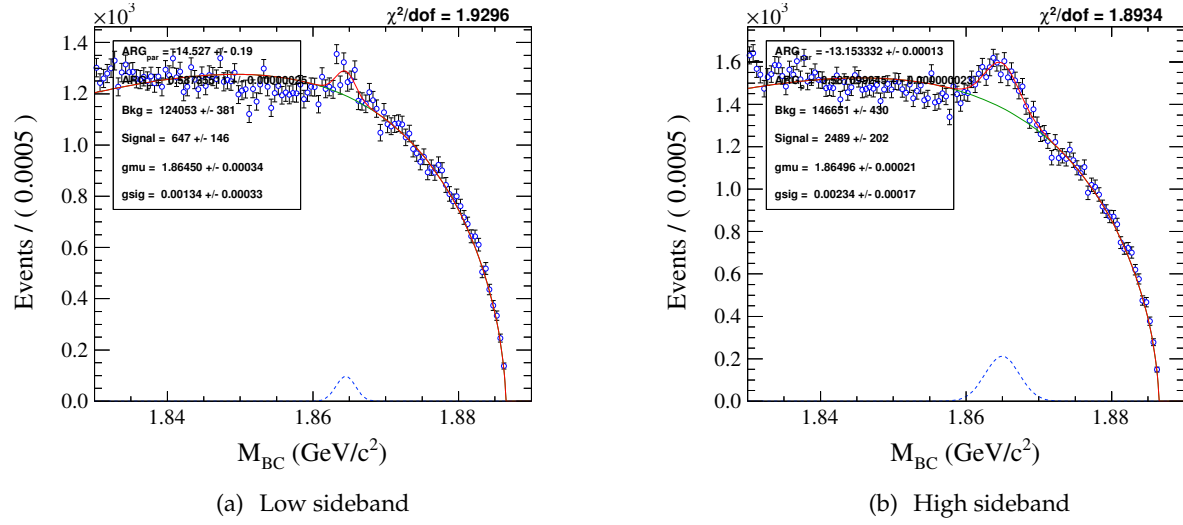 ×10³
χ²/dof = 1.9296
1.4
1.2
1.0
0.8
0.6
0.4
0.2
0.0
Events / ( 0.0005)
ARG_par = -14.527 +/- 0.19
Bkg = 124053 +/- 381
Signal = 647 +/- 146
gmu = 1.86450 +/- 0.00034
gsig = 0.00134 +/- 0.00033
1.84 1.86 1.88
M_BC (GeV/c²)
(a) Low sideband
×10³
χ²/dof = 1.8934
1.6
1.4
1.2
1.0
0.8
0.6
0.4
0.2
0.0
Events / ( 0.0005)
ARG_par = -13.153332 +/- 0.00013
Bkg = 146651 +/- 430
Signal = 2489 +/- 202
gmu = 1.86496 +/- 0.00021
gsig = 0.00234 +/- 0.00017
1.84 1.86 1.88
M_BC (GeV/c²)
(b) High sideband